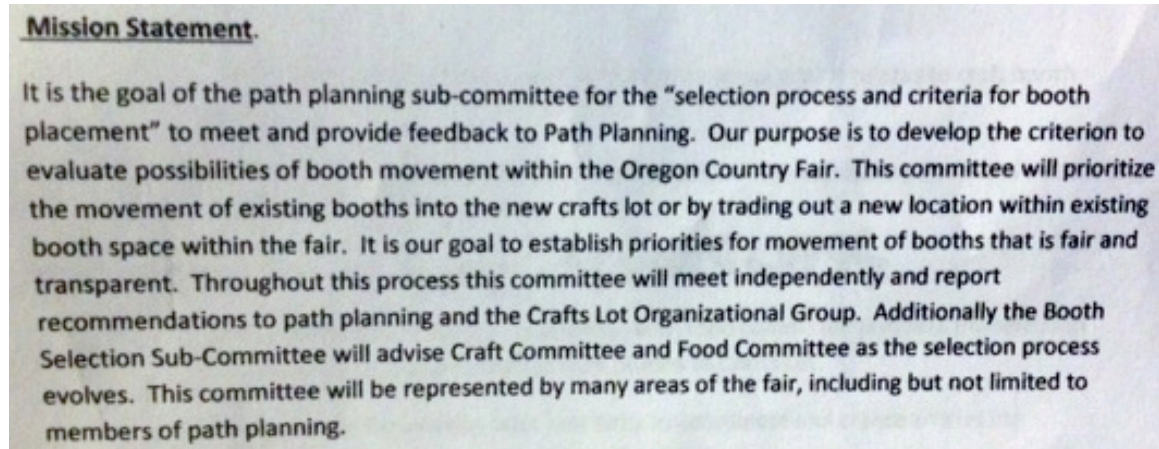 Mission Statement.
It is the goal of the path planning sub-committee for the “selection process and criteria for booth
placement” to meet and provide feedback to Path Planning. Our purpose is to develop the criterion to
evaluate possibilities of booth movement within the Oregon Country Fair. This committee will prioritize
the movement of existing booths into the new crafts lot or by trading out a new location within existing
booth space within the fair. It is our goal to establish priorities for movement of booths that is fair and
transparent. Throughout this process this committee will meet independently and report
recommendations to path planning and the Crafts Lot Organizational Group. Additionally the Booth
Selection Sub-Committee will advise Craft Committee and Food Committee as the selection process
evolves. This committee will be represented by many areas of the fair, including but not limited to
members of path planning.